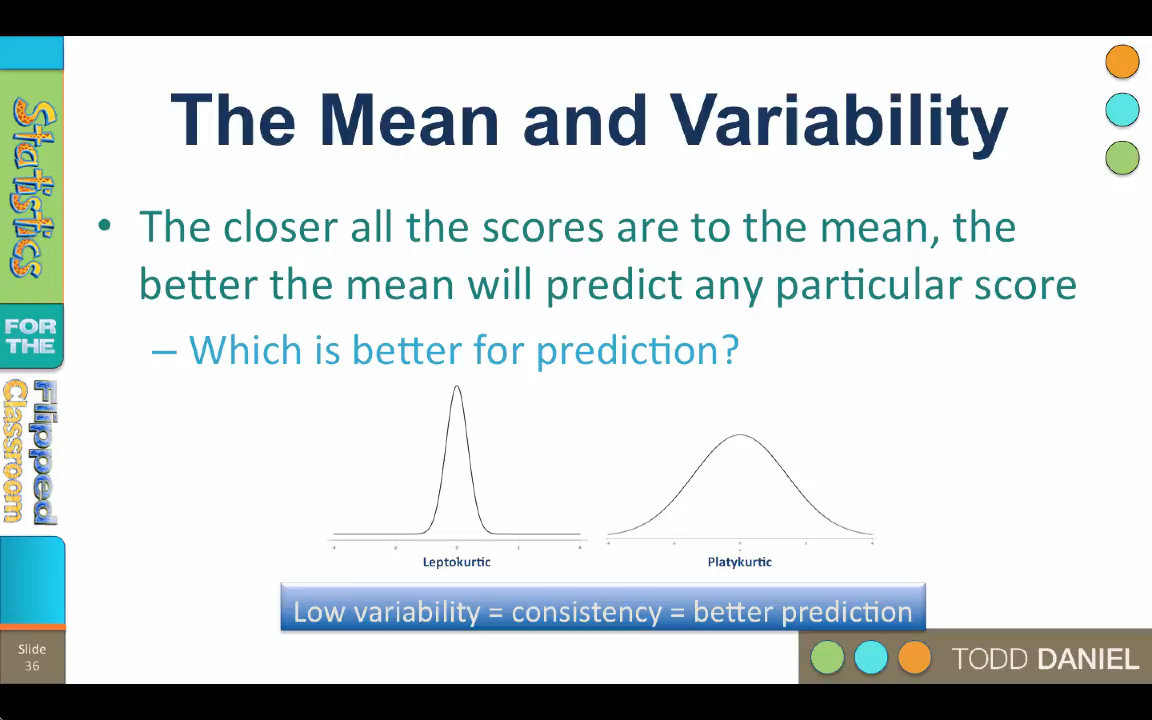 The Mean and Variability
• The closer all the scores are to the mean, the
better the mean will predict any particular score
– Which is better for prediction?
Leptokurtic
Platykurtic
Low variability = consistency = better prediction
Statistics
FOR
THE
Flipped
Classroom
Slide
36
TODD DANIEL